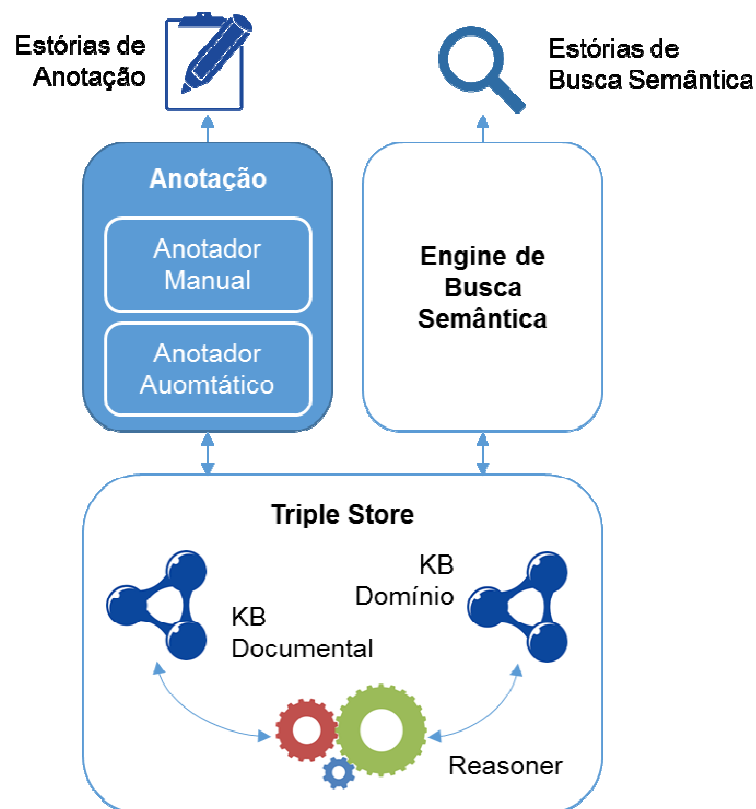 Estórias de
Anotação
Estórias de
Busca Semântica
Anotação
Anotador
Manual
Anotador
Auomtático
Engine de
Busca
Semântica
Triple Store
KB
Documental
KB
Domínio
Reasoner